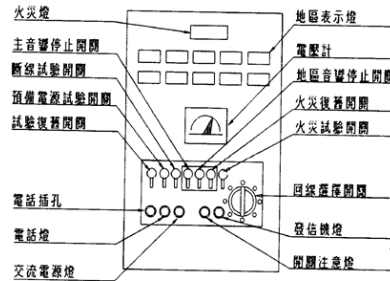 火災燈
主音響停止開關
斷線試驗開關
預備電源試驗開關
試驗復舊開關
電話插孔
電話燈
交流電源燈
地區表示燈
電壓計
地區音響停止開關
火災復舊開關
火災試驗開關
回線選擇開關
發信機燈
開關注意燈